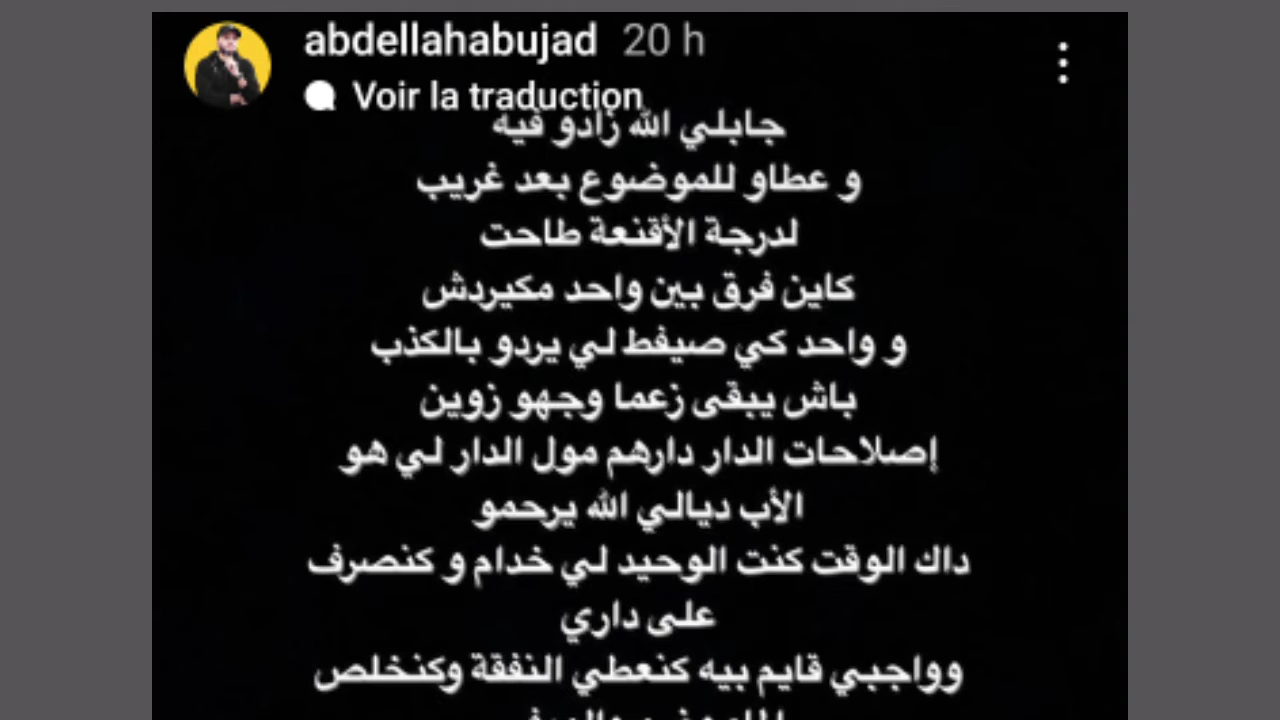 abdellahabujad 20 h
Voir la traduction
جابلي الله زادو فيه
و عطاو للموضوع بعد غريب
لدرجة الأقنعة طاحت
كاين فرق بين واحد مكيردش
و واحد كي صيفط لي يردو بالكذب
باش يبقى زعما وجهو زوين
إصلاحات الدار دارهم مول الدار لي هو
الأب ديالي الله يرحمو
داك الوقت كنت الوحيد لي خدام و كنصرف
على داري
وواجبي قايم بيه كنعطي النفقة وكنخلص